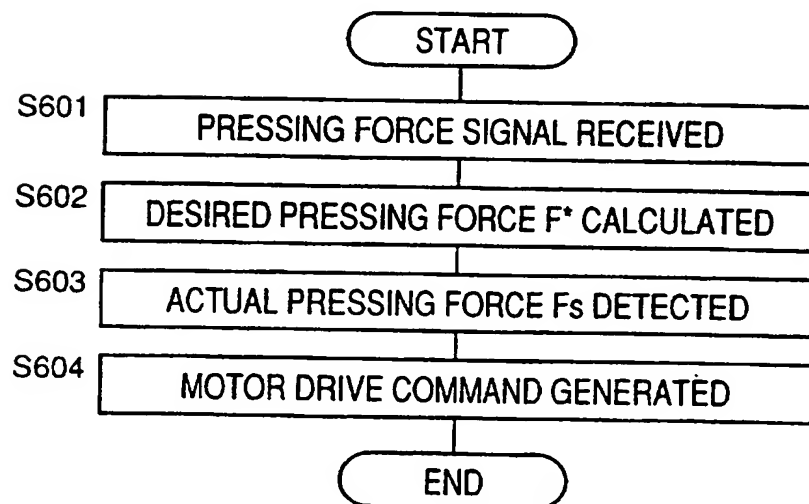 START
S601 PRESSING FORCE SIGNAL RECEIVED
S602 DESIRED PRESSING FORCE F* CALCULATED
S603 ACTUAL PRESSING FORCE Fs DETECTED
S604 MOTOR DRIVE COMMAND GENERATED
END